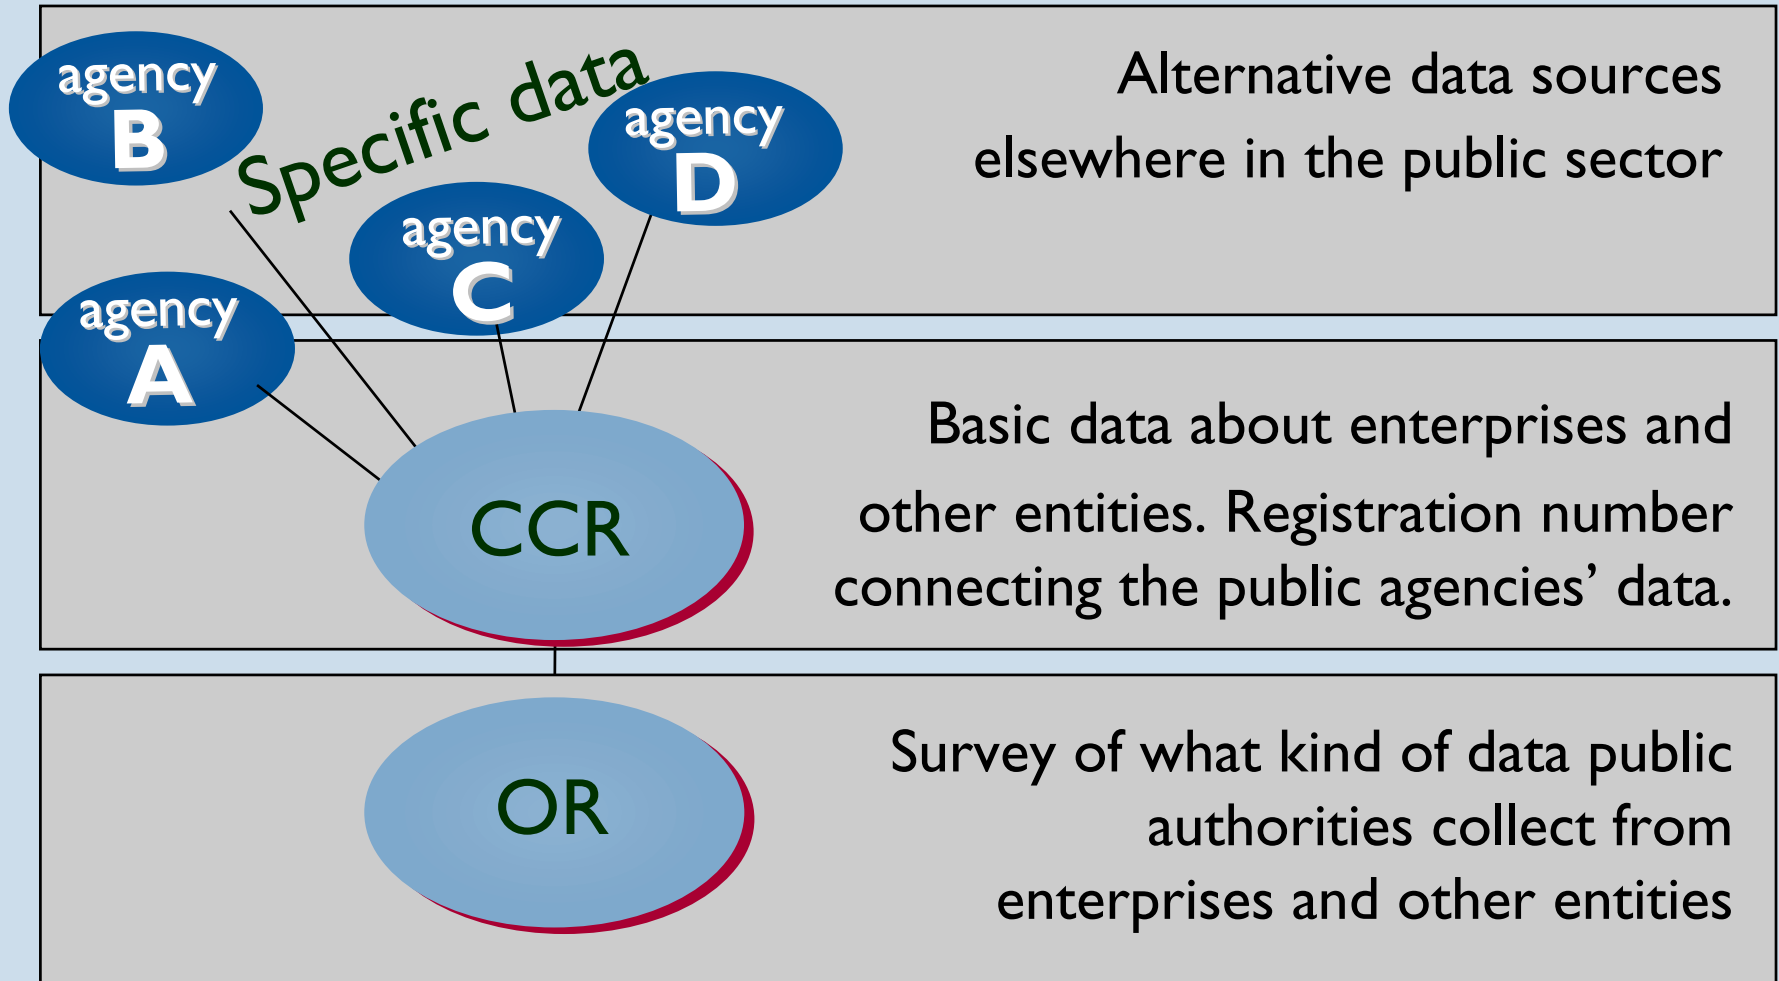 agency
B
Specific data
agency
D
agency
C
agency
A
Alternative data sources
elsewhere in the public sector
CCR
Basic data about enterprises and
other entities. Registration number
connecting the public agencies’ data.
OR
Survey of what kind of data public
authorities collect from
enterprises and other entities